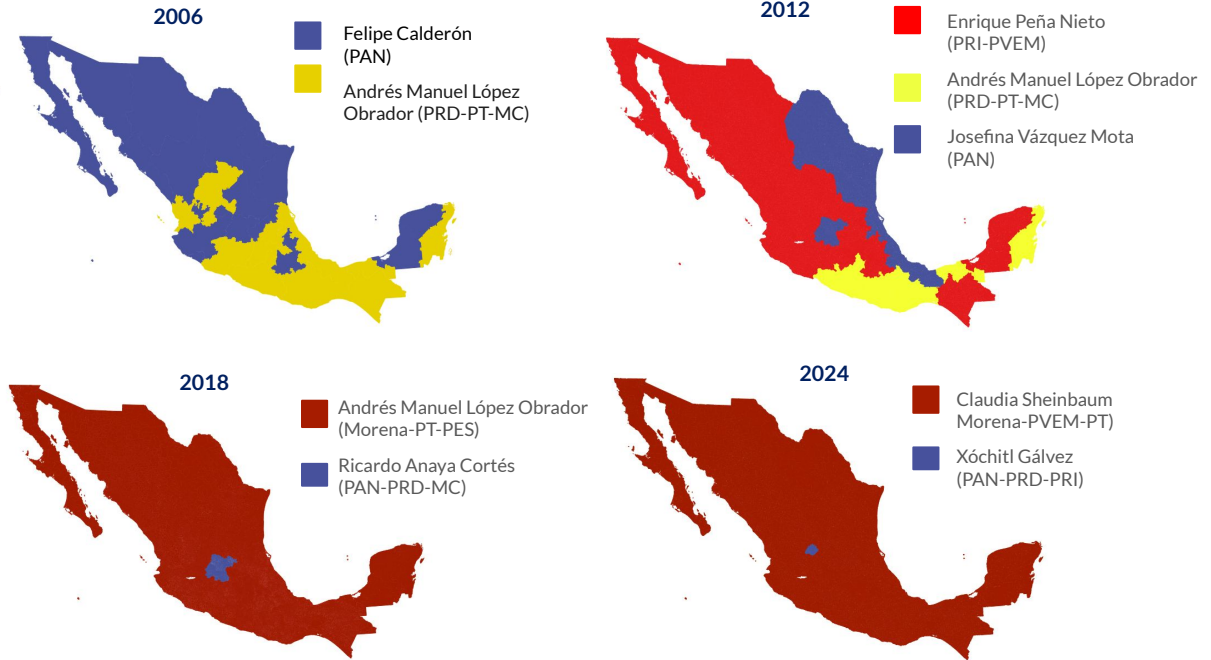 2006
Felipe Calderón
(PAN)
Andrés Manuel López
Obrador (PRD-PT-MC)
2012
Enrique Peña Nieto
(PRI-PVEM)
Andrés Manuel López Obrador
(PRD-PT-MC)
Josefina Vázquez Mota
(PAN)
2018
Andrés Manuel López Obrador
(Morena-PT-PES)
Ricardo Anaya Cortés
(PAN-PRD-MC)
2024
Claudia Sheinbaum
Morena-PVEM-PT)
Xóchitl Gálvez
(PAN-PRD-PRI)